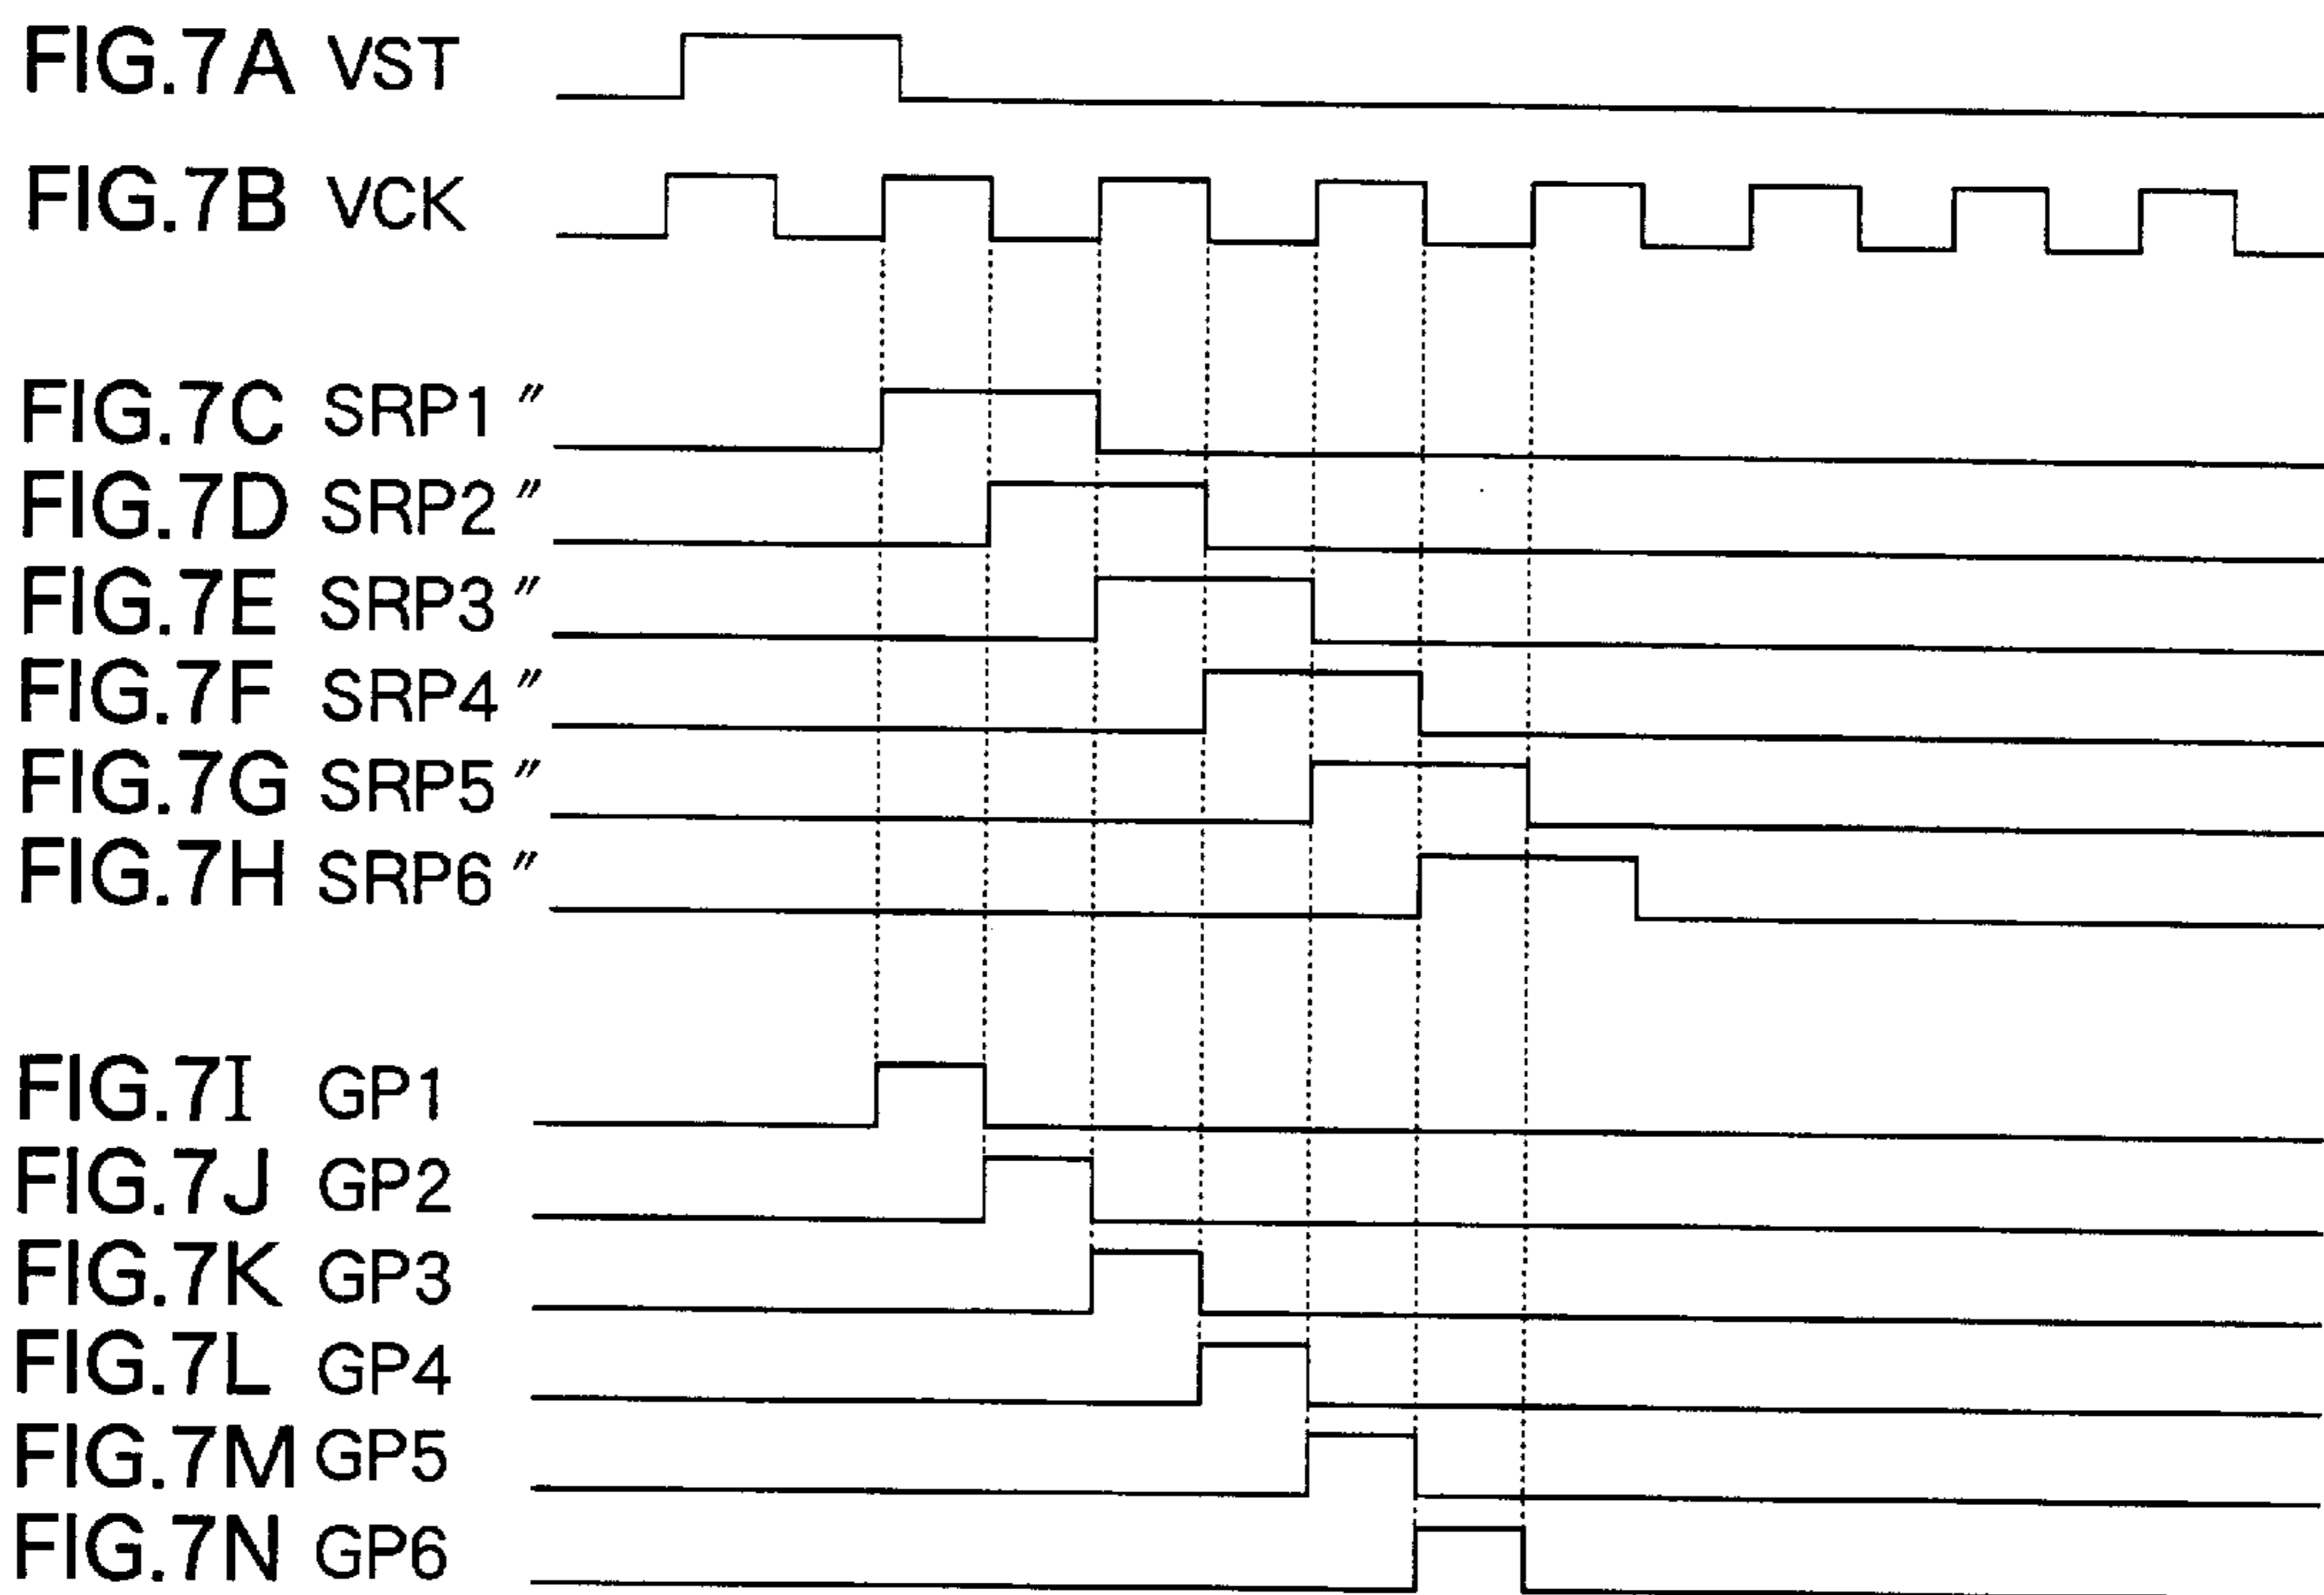 FIG.7A VST
FIG.7B VCK
FIG.7C SRP1″
FIG.7D SRP2″
FIG.7E SRP3″
FIG.7F SRP4″
FIG.7G SRP5″
FIG.7H SRP6″
FIG.7I GP1
FIG.7J GP2
FIG.7K GP3
FIG.7L GP4
FIG.7M GP5
FIG.7N GP6